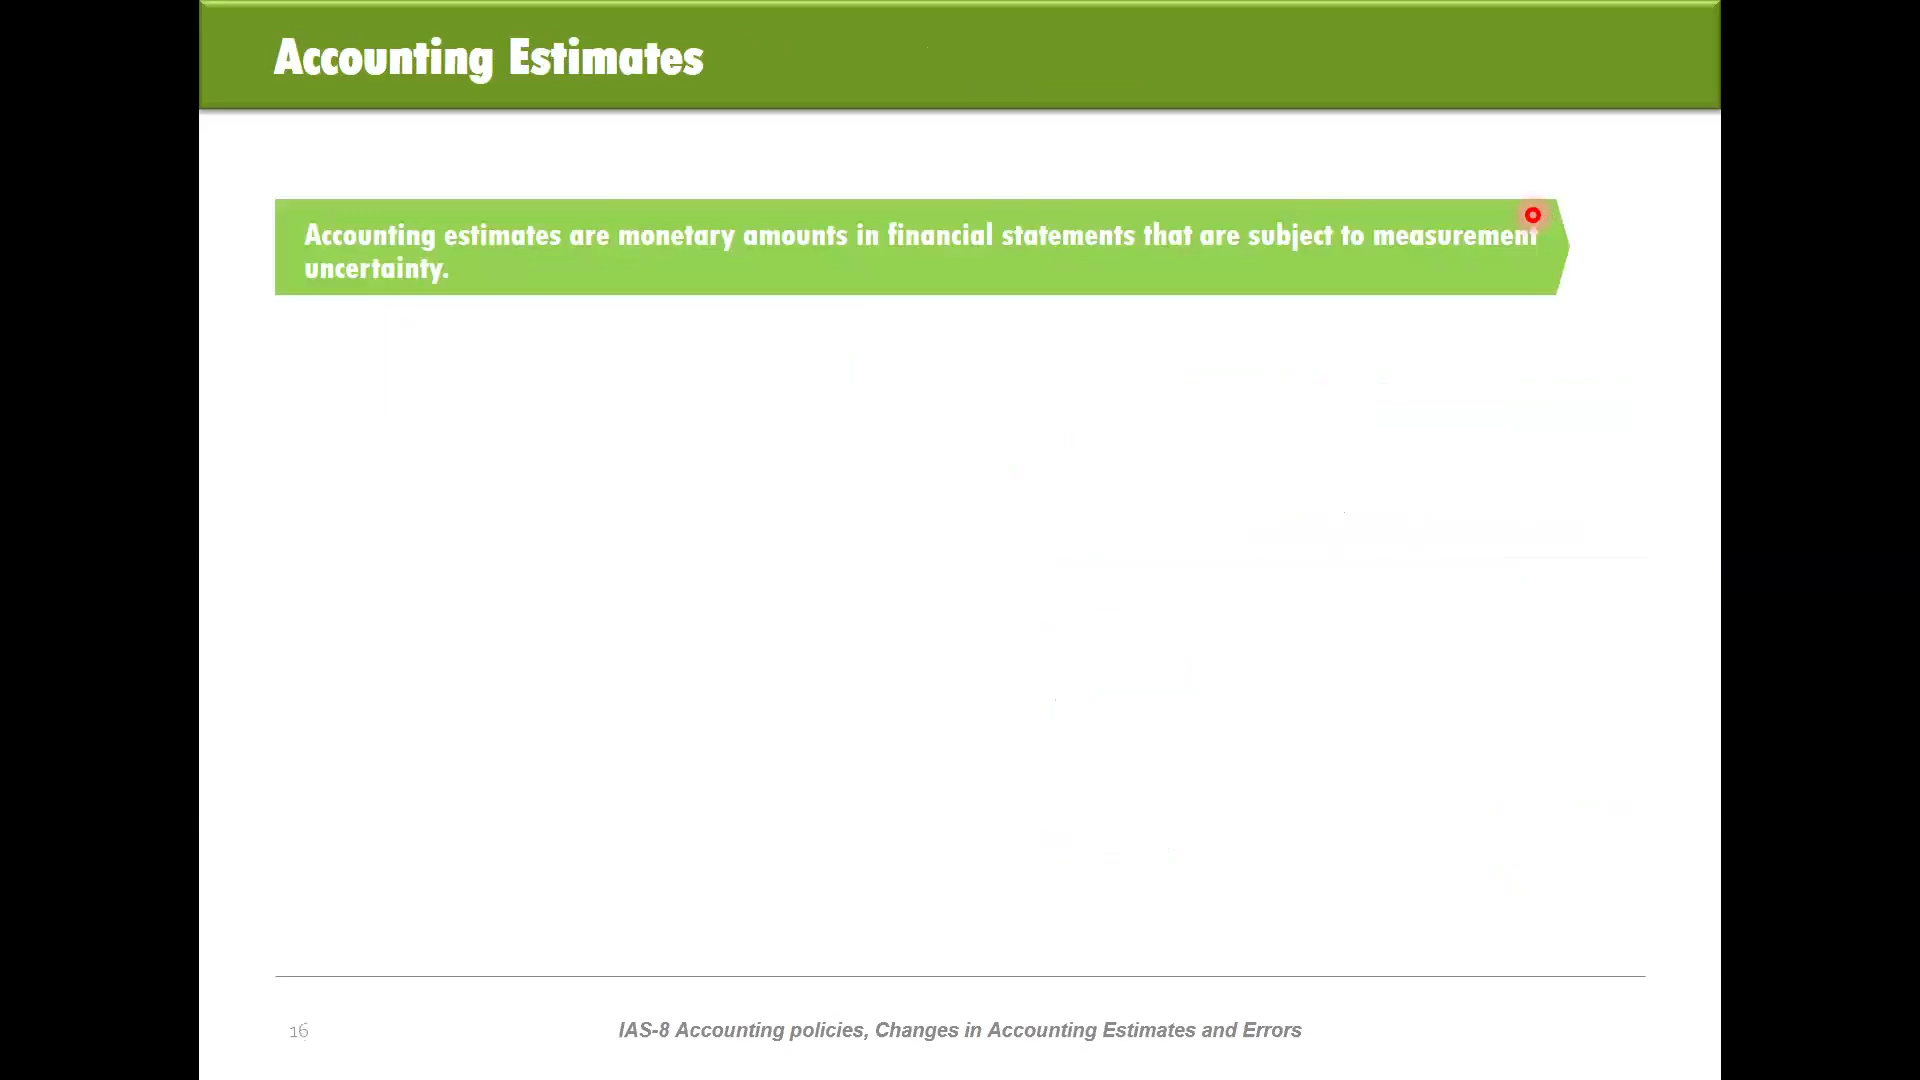 Accounting Estimates
Accounting estimates are monetary amounts in financial statements that are subject to measurement
uncertainty.
16
IAS-8 Accounting policies, Changes in Accounting Estimates and Errors